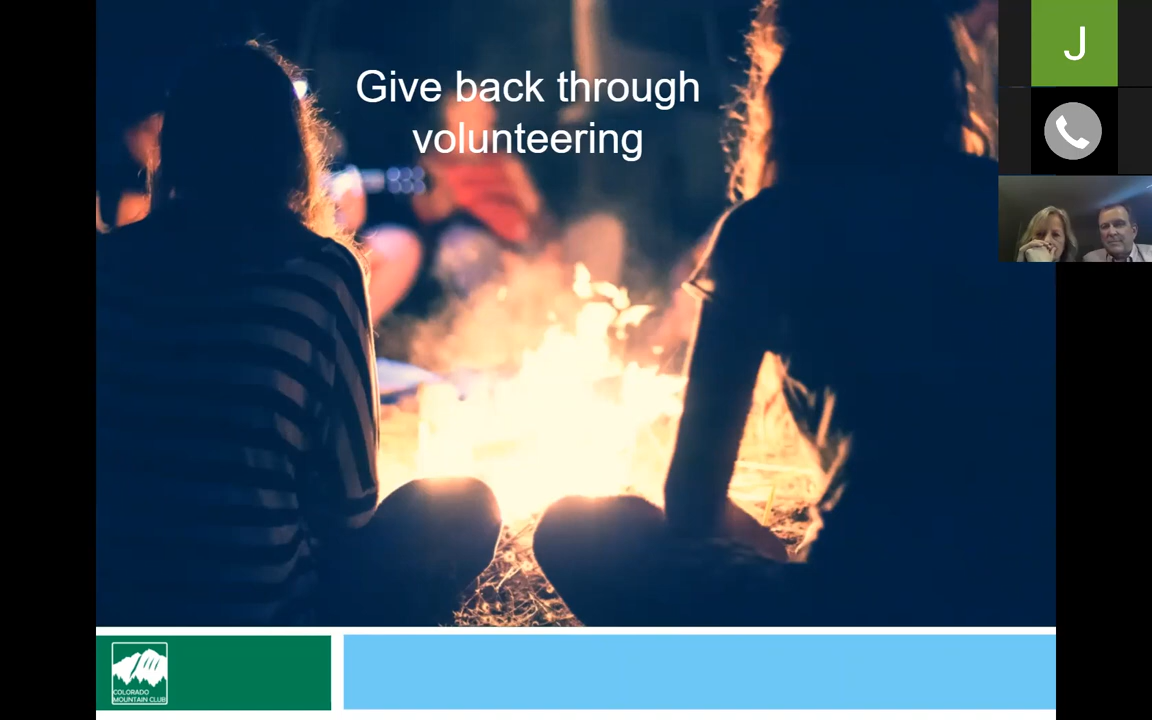 Give back through
volunteering
J
COLORADO
MOUNTAIN CLUB